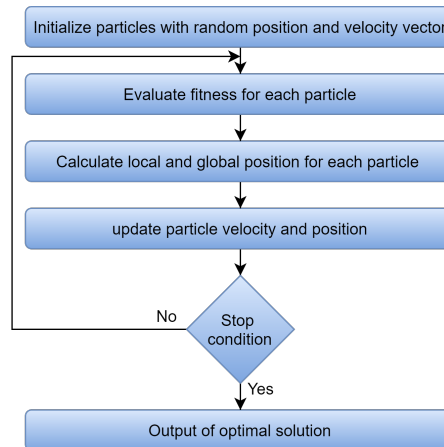 Initialize particles with random position and velocity vector
Evaluate fitness for each particle
Calculate local and global position for each particle
update particle velocity and position
No
Stop
condition
Yes
Output of optimal solution